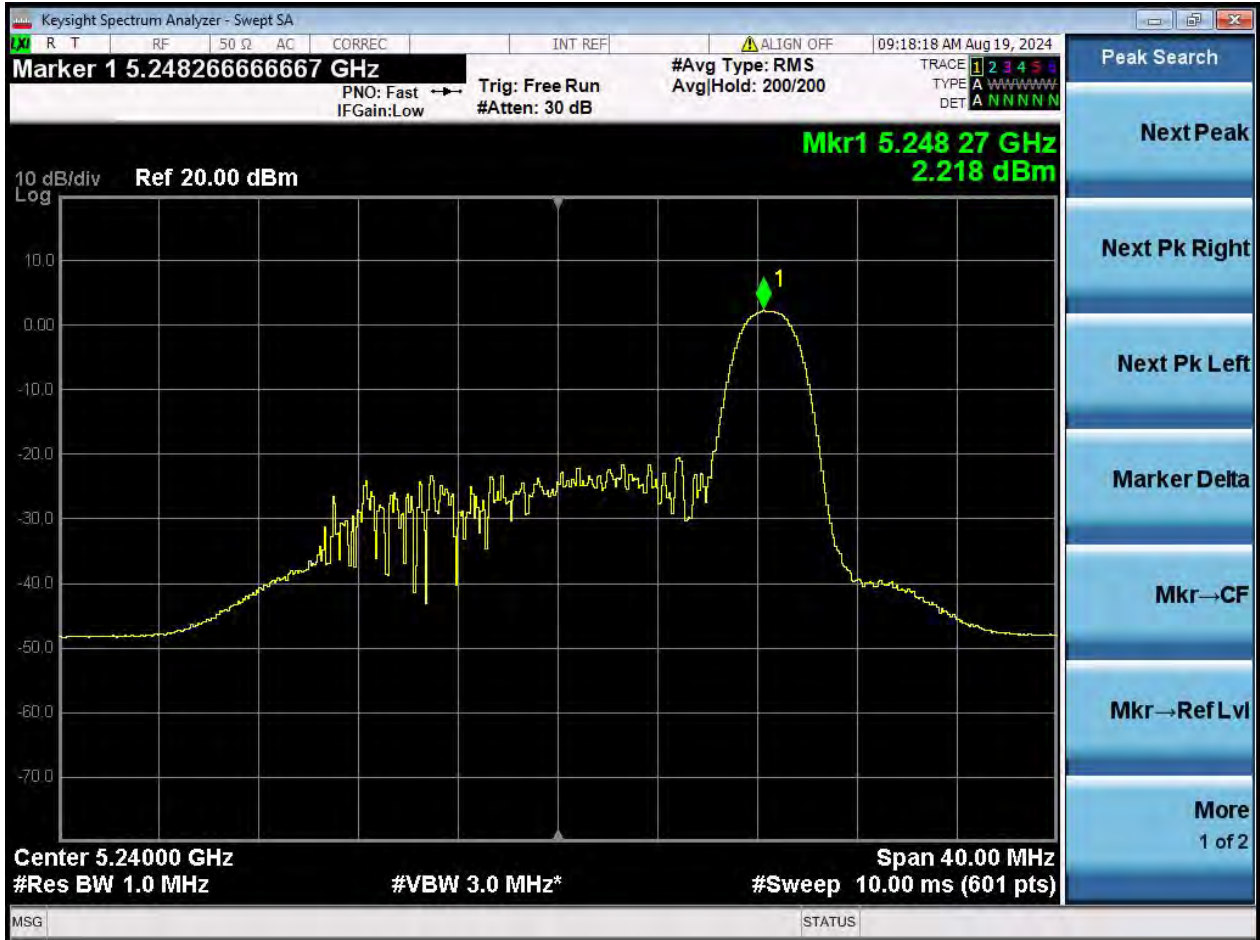 Keysight Spectrum Analyzer - Swept SA
LXI R T RF 50 Ω AC CORREC INT REF ALIGN OFF 09:18:18 AM Aug 19, 2024
Marker 1 5.248266666667 GHz
PNO: Fast
IFGain:Low
Trig: Free Run
#Atten: 30 dB
#Avg Type: RMS
Avg|Hold: 200/200
TRACE 1 2 3 4 5 6
TYPE A WWWWW
DET A N N N N N
Mkr1 5.248 27 GHz
2.218 dBm
10 dB/div Ref 20.00 dBm
Log
10.0
0.00
-10.0
-20.0
-30.0
-40.0
-50.0
-60.0
-70.0
1
Center 5.24000 GHz
Span 40.00 MHz
#Res BW 1.0 MHz
#VBW 3.0 MHz*
#Sweep 10.00 ms (601 pts)
MSG
STATUS
Peak Search
Next Peak
Next Pk Right
Next Pk Left
Marker Delta
Mkr→CF
Mkr→Ref Lvl
More
1 of 2